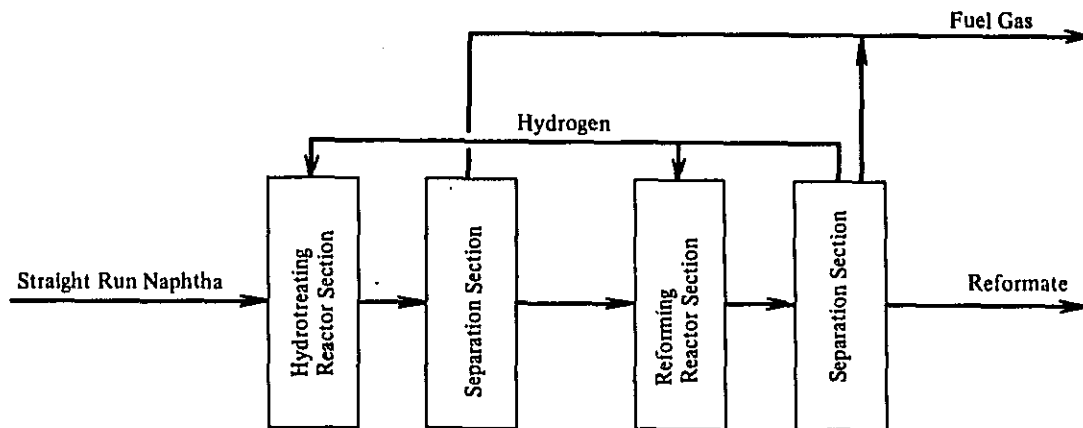 Fuel Gas
Hydrogen
Straight Run Naphtha
Hydrotreating
Reactor Section
Separation Section
Reforming
Reactor Section
Separation Section
Reformate